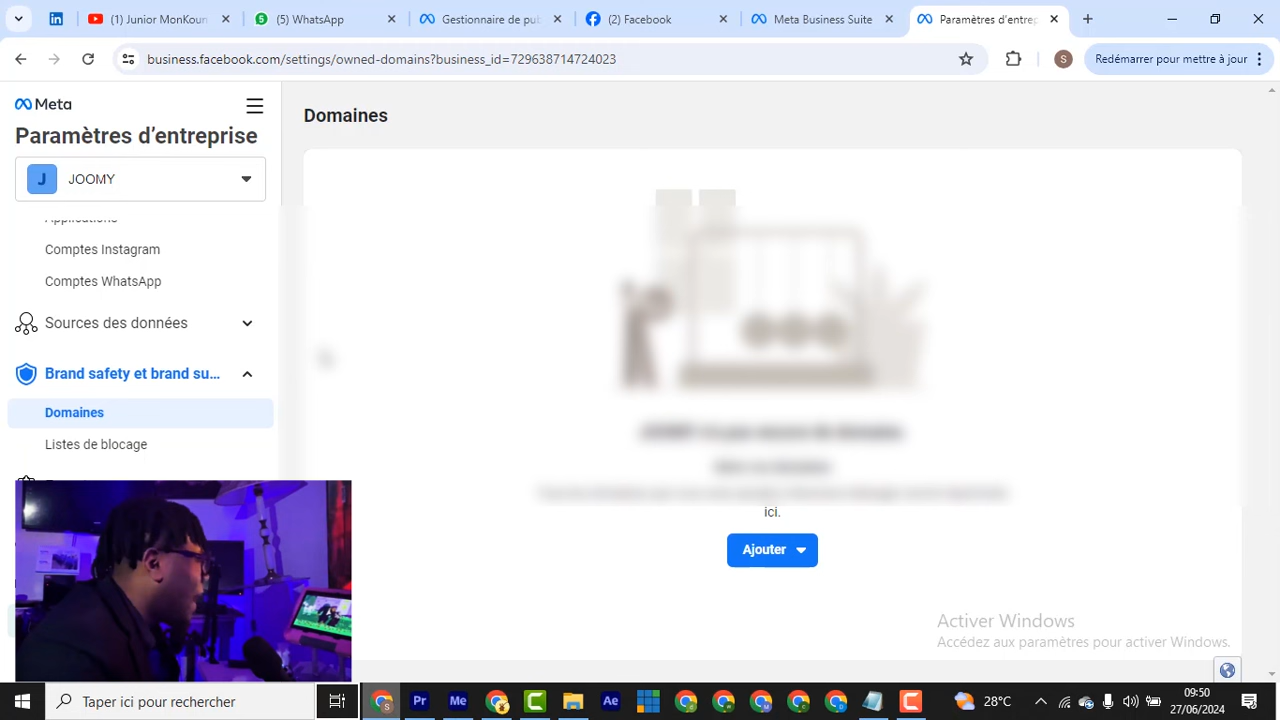 (1) Junior MonKoun
(5) WhatsApp
Gestionnaire de pub
(2) Facebook
Meta Business Suite
Paramètres d'entrep
business.facebook.com/settings/owned-domains?business_id=729638714724023
S
Redémarrer pour mettre à jour
Meta
Paramètres d'entreprise
J JOOMY
Applications
Comptes Instagram
Comptes WhatsApp
Sources des données
Brand safety et brand su...
Domaines
Listes de blocage
Domaines
ici.
Ajouter
Activer Windows
Accédez aux paramètres pour activer Windows.
Taper ici pour rechercher
Pr
Me
Ae
28°C
09:50
27/06/2024